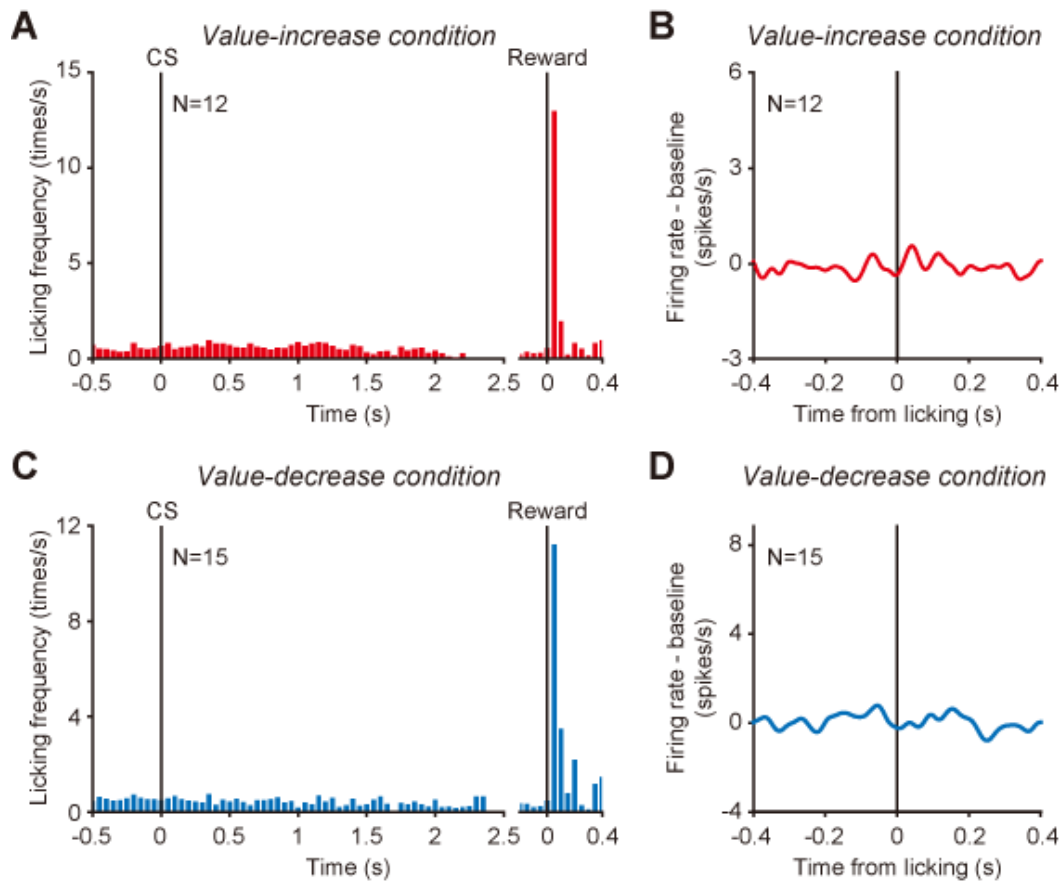 A
Value-increase condition
CS
Reward
N=12
Licking frequency (times/s)
15
10
5
0
-0.5 0 0.5 1 1.5 2 2.5 0 0.4
Time (s)
B
Value-increase condition
N=12
Firing rate - baseline
(spikes/s)
6
3
0
-3
-0.4 -0.2 0 0.2 0.4
Time from licking (s)
C
Value-decrease condition
CS
Reward
N=15
Licking frequency (times/s)
12
8
4
0
-0.5 0 0.5 1 1.5 2 2.5 0 0.4
Time (s)
D
Value-decrease condition
N=15
Firing rate - baseline
(spikes/s)
8
4
0
-4
-0.4 -0.2 0 0.2 0.4
Time from licking (s)